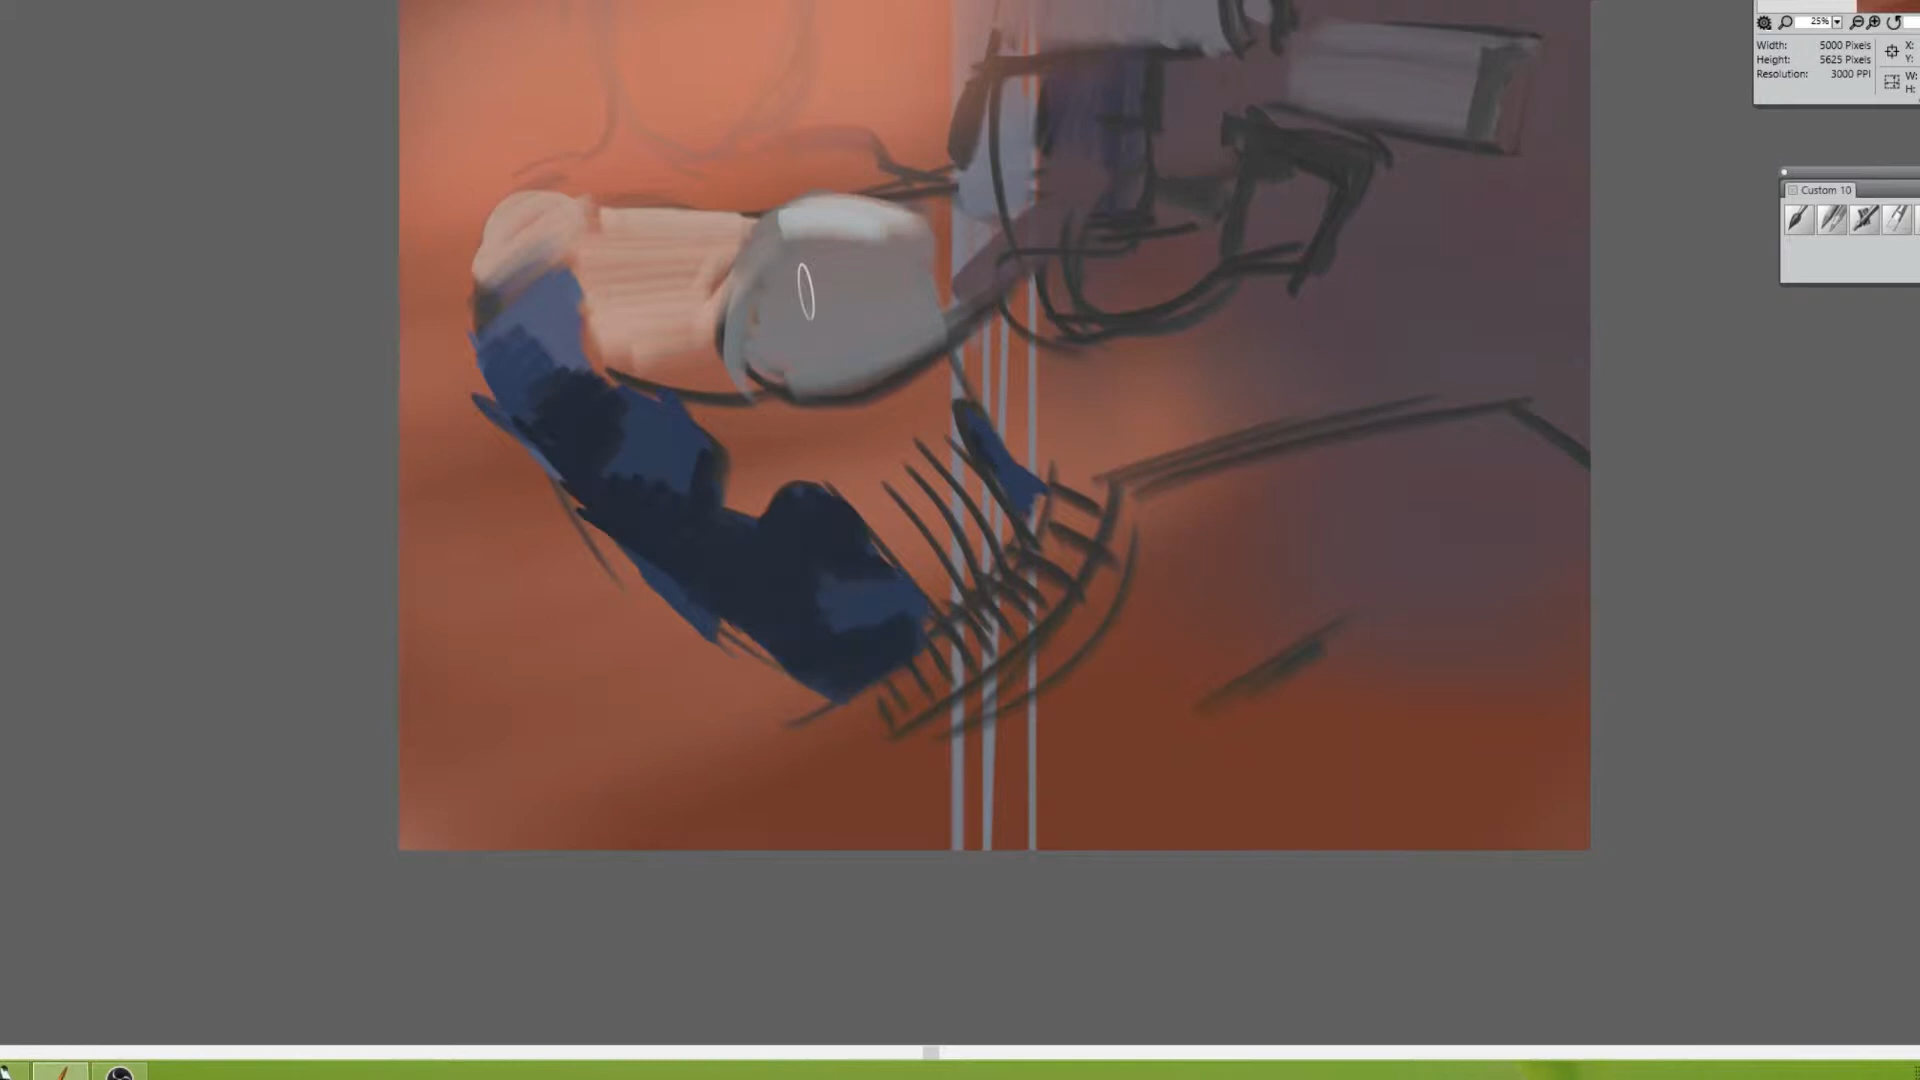 25%
Width: 5000 Pixels X:
Height: 5625 Pixels Y:
Resolution: 3000 PPI W:
H:
Custom 10